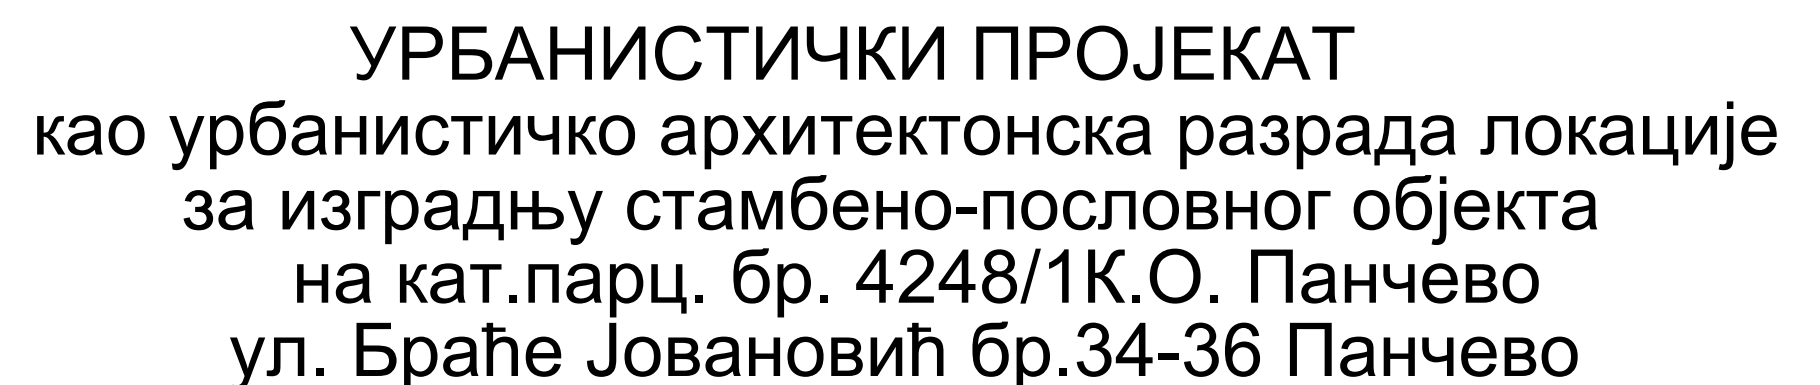 УРБАНИСТИЧКИ ПРОЈЕКАТ
као урбанистичко архитектонска разрада локације
за изградњу стамбено-пословног објекта
на кат.парц. бр. 4248/1К.О. Панчево
ул. Браће Јовановић бр.34-36 Панчево